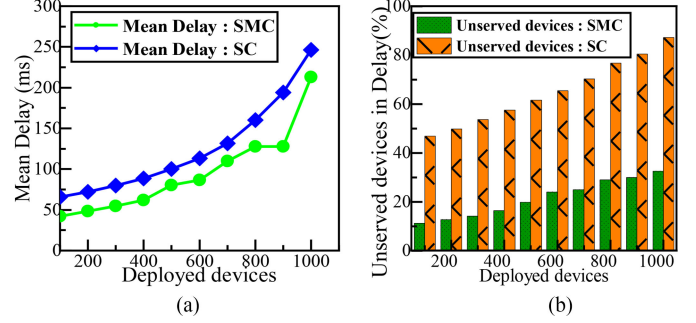 300
250
200
150
100
50
0
Mean Delay (ms)
Mean Delay : SMC
Mean Delay : SC
200 400 600 800 1000
Deployed devices
(a)
100
80
60
40
20
0
Unserved devices in Delay(%)
Unserved devices : SMC
Unserved devices : SC
200 400 600 800 1000
Deployed devices
(b)